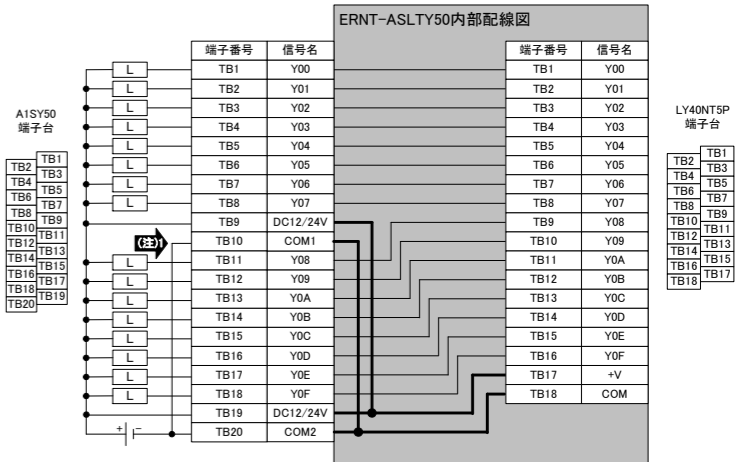 ERNT-ASLTY50内部配線図
A1SY50
端子台
TB1
TB2
TB3
TB4
TB5
TB6
TB7
TB8
TB9
TB10
TB11
TB12
TB13
TB14
TB15
TB16
TB17
TB18
TB19
TB20
端子番号 信号名
L TB1 Y00
L TB2 Y01
L TB3 Y02
L TB4 Y03
L TB5 Y04
L TB6 Y05
L TB7 Y06
L TB8 Y07
TB9 DC12/24V
(注)1 TB10 COM1
L TB11 Y08
L TB12 Y09
L TB13 Y0A
L TB14 Y0B
L TB15 Y0C
L TB16 Y0D
L TB17 Y0E
L TB18 Y0F
TB19 DC12/24V
+ - TB20 COM2
端子番号 信号名
TB1 Y00
TB2 Y01
TB3 Y02
TB4 Y03
TB5 Y04
TB6 Y05
TB7 Y06
TB8 Y07
TB9 Y08
TB10 Y09
TB11 Y0A
TB12 Y0B
TB13 Y0C
TB14 Y0D
TB15 Y0E
TB16 Y0F
TB17 +V
TB18 COM
LY40NT5P
端子台
TB1
TB2
TB3
TB4
TB5
TB6
TB7
TB8
TB9
TB10
TB11
TB12
TB13
TB14
TB15
TB16
TB17
TB18